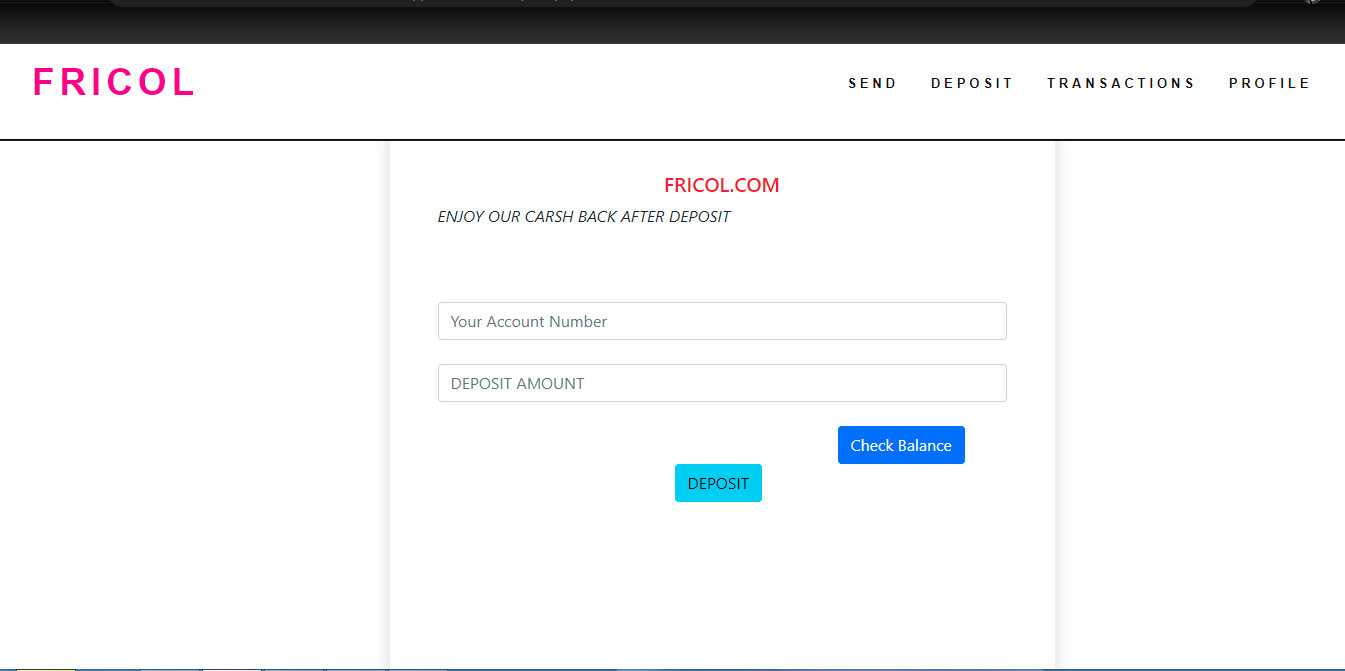 FRICOL
SEND DEPOSIT TRANSACTIONS PROFILE
FRICOL.COM
ENJOY OUR CARSH BACK AFTER DEPOSIT
Your Account Number
DEPOSIT AMOUNT
Check Balance
DEPOSIT